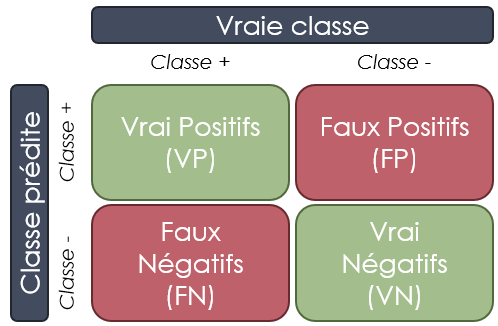 Vraie classe
Classe + Classe -
Classe prédite
Classe +
Vrai Positifs
(VP)
Faux Positifs
(FP)
Classe -
Faux
Négatifs
(FN)
Vrai
Négatifs
(VN)